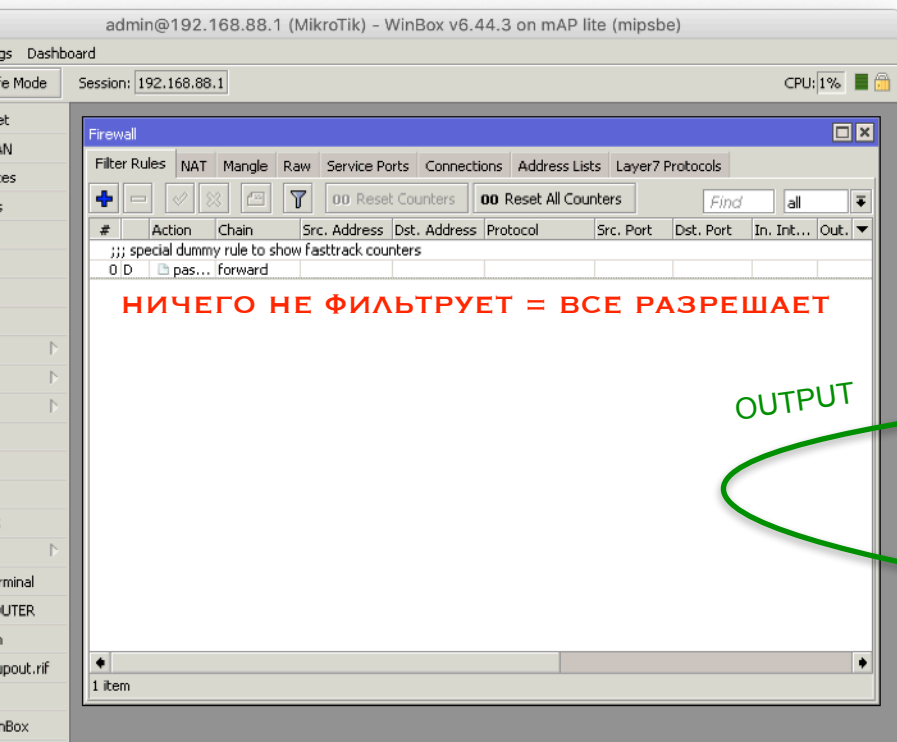 admin@192.168.88.1 (MikroTik) - WinBox v6.44.3 on mAP lite (mipsbe)
Dashboard
Mode Session: 192.168.88.1 CPU: 1%
Firewall
Filter Rules NAT Mangle Raw Service Ports Connections Address Lists Layer7 Protocols
00 Reset Counters 00 Reset All Counters Find all
# Action Chain Src. Address Dst. Address Protocol Src. Port Dst. Port In. Int... Out.
;;; special dummy rule to show fasttrack counters
0 D pas... forward
НИЧЕГО НЕ ФИЛЬТРУЕТ = ВСЕ РАЗРЕШАЕТ
OUTPUT
1 item